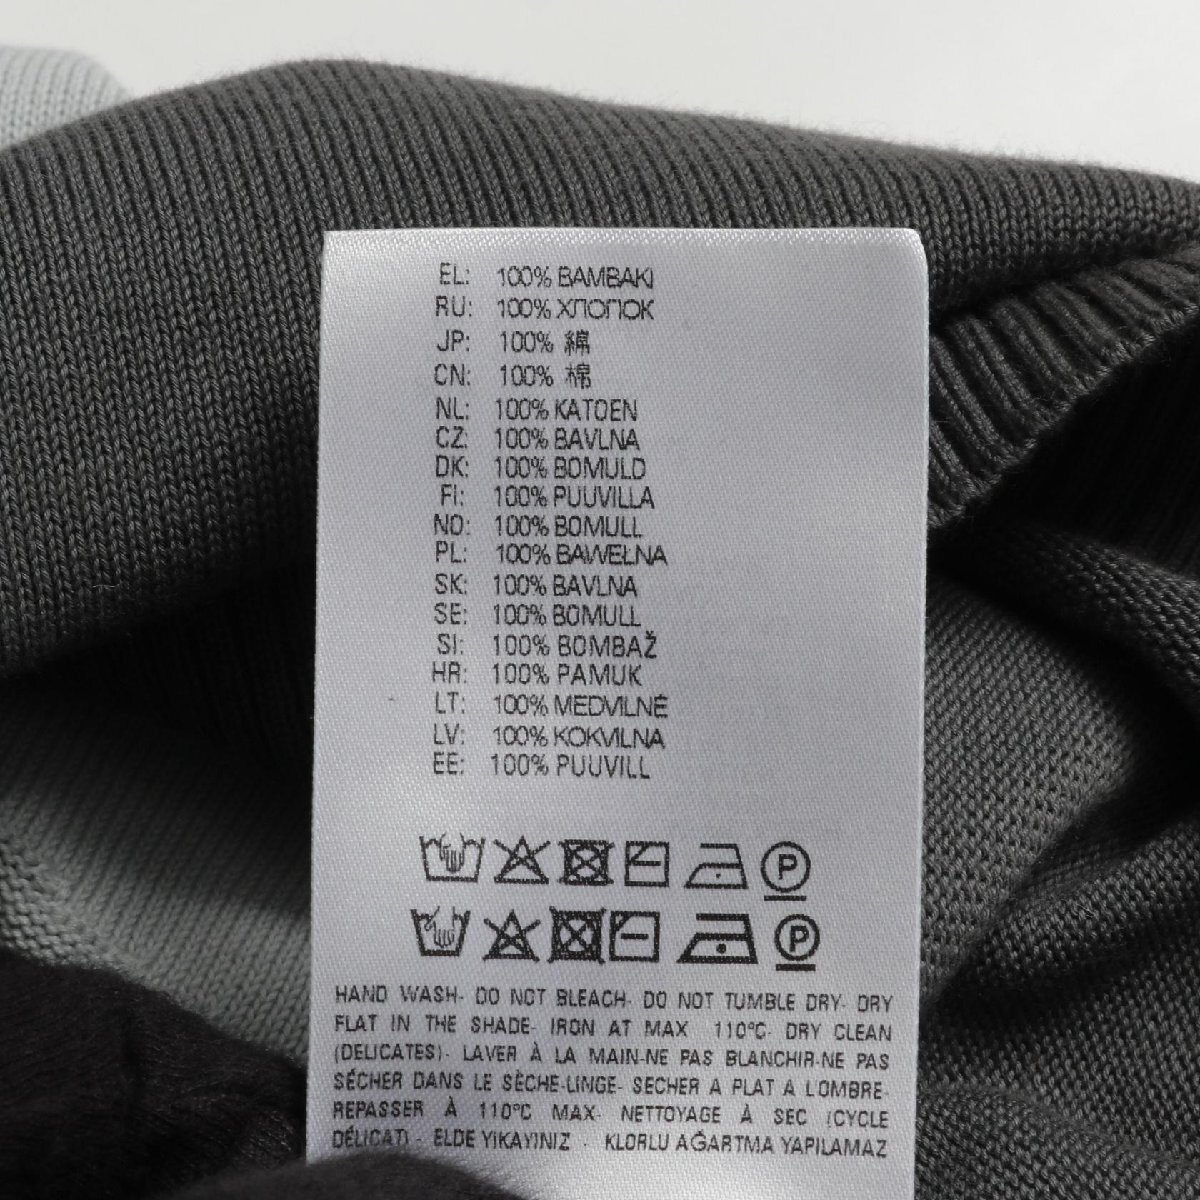 EL: 100% BAMBAKI
RU: 100% ХЛОПОК
JP: 100% 綿
CN: 100% 棉
NL: 100% KATOEN
CZ: 100% BAVLNA
DK: 100% BOMULD
FI: 100% PUUVILLA
NO: 100% BOMULL
PL: 100% BAWEŁNA
SK: 100% BAVLNA
SE: 100% BOMULL
SI: 100% BOMBAŽ
HR: 100% PAMUK
LT: 100% MEDVILNÉ
LV: 100% KOKVILNA
EE: 100% PUUVILL
P
P
HAND WASH- DO NOT BLEACH- DO NOT TUMBLE DRY- DRY
FLAT IN THE SHADE- IRON AT MAX 110°C- DRY CLEAN
(DELICATES)- LAVER À LA MAIN-NE PAS BLANCHIR-NE PAS
SÉCHER DANS LE SÈCHE-LINGE- SECHER A PLAT A L'OMBRE-
REPASSER À 110°C MAX- NETTOYAGE À SEC (CYCLE
DÉLICAT) - ELDE YIKAYINIZ - KLORLU AĞARTMA YAPILAMAZ